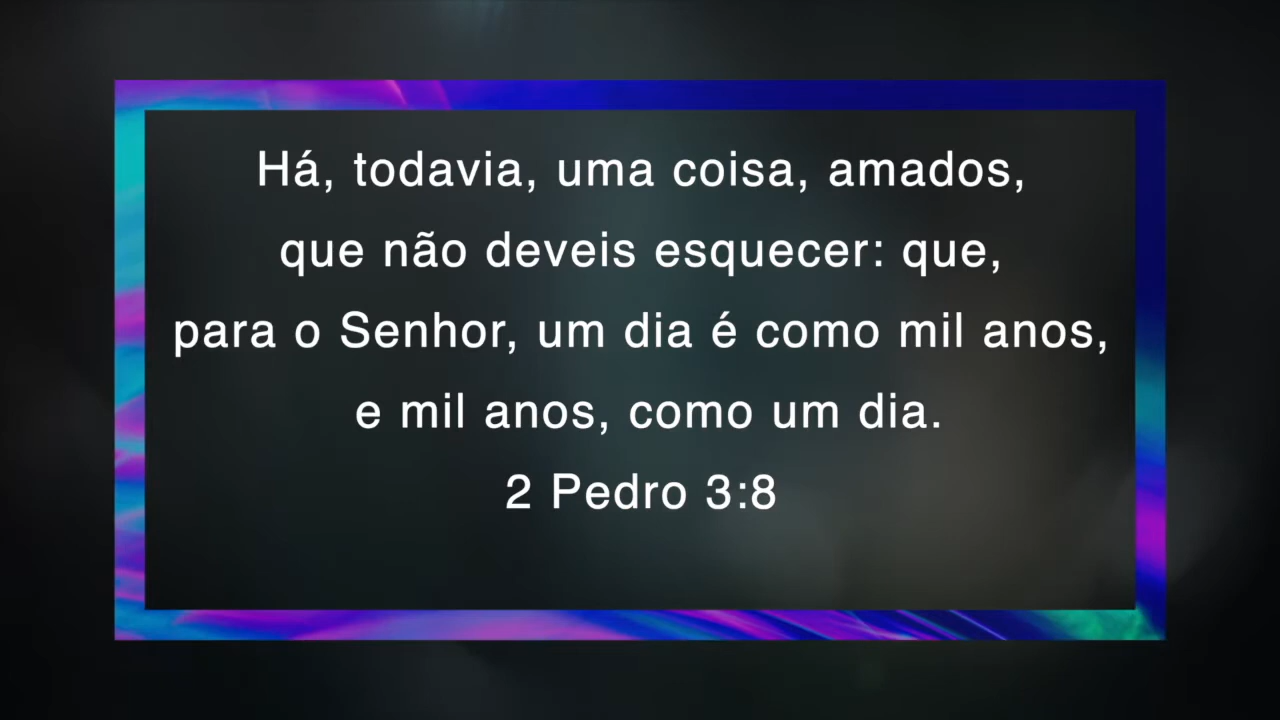 Há, todavia, uma coisa, amados,
que não deveis esquecer: que,
para o Senhor, um dia é como mil anos,
e mil anos, como um dia.
2 Pedro 3:8